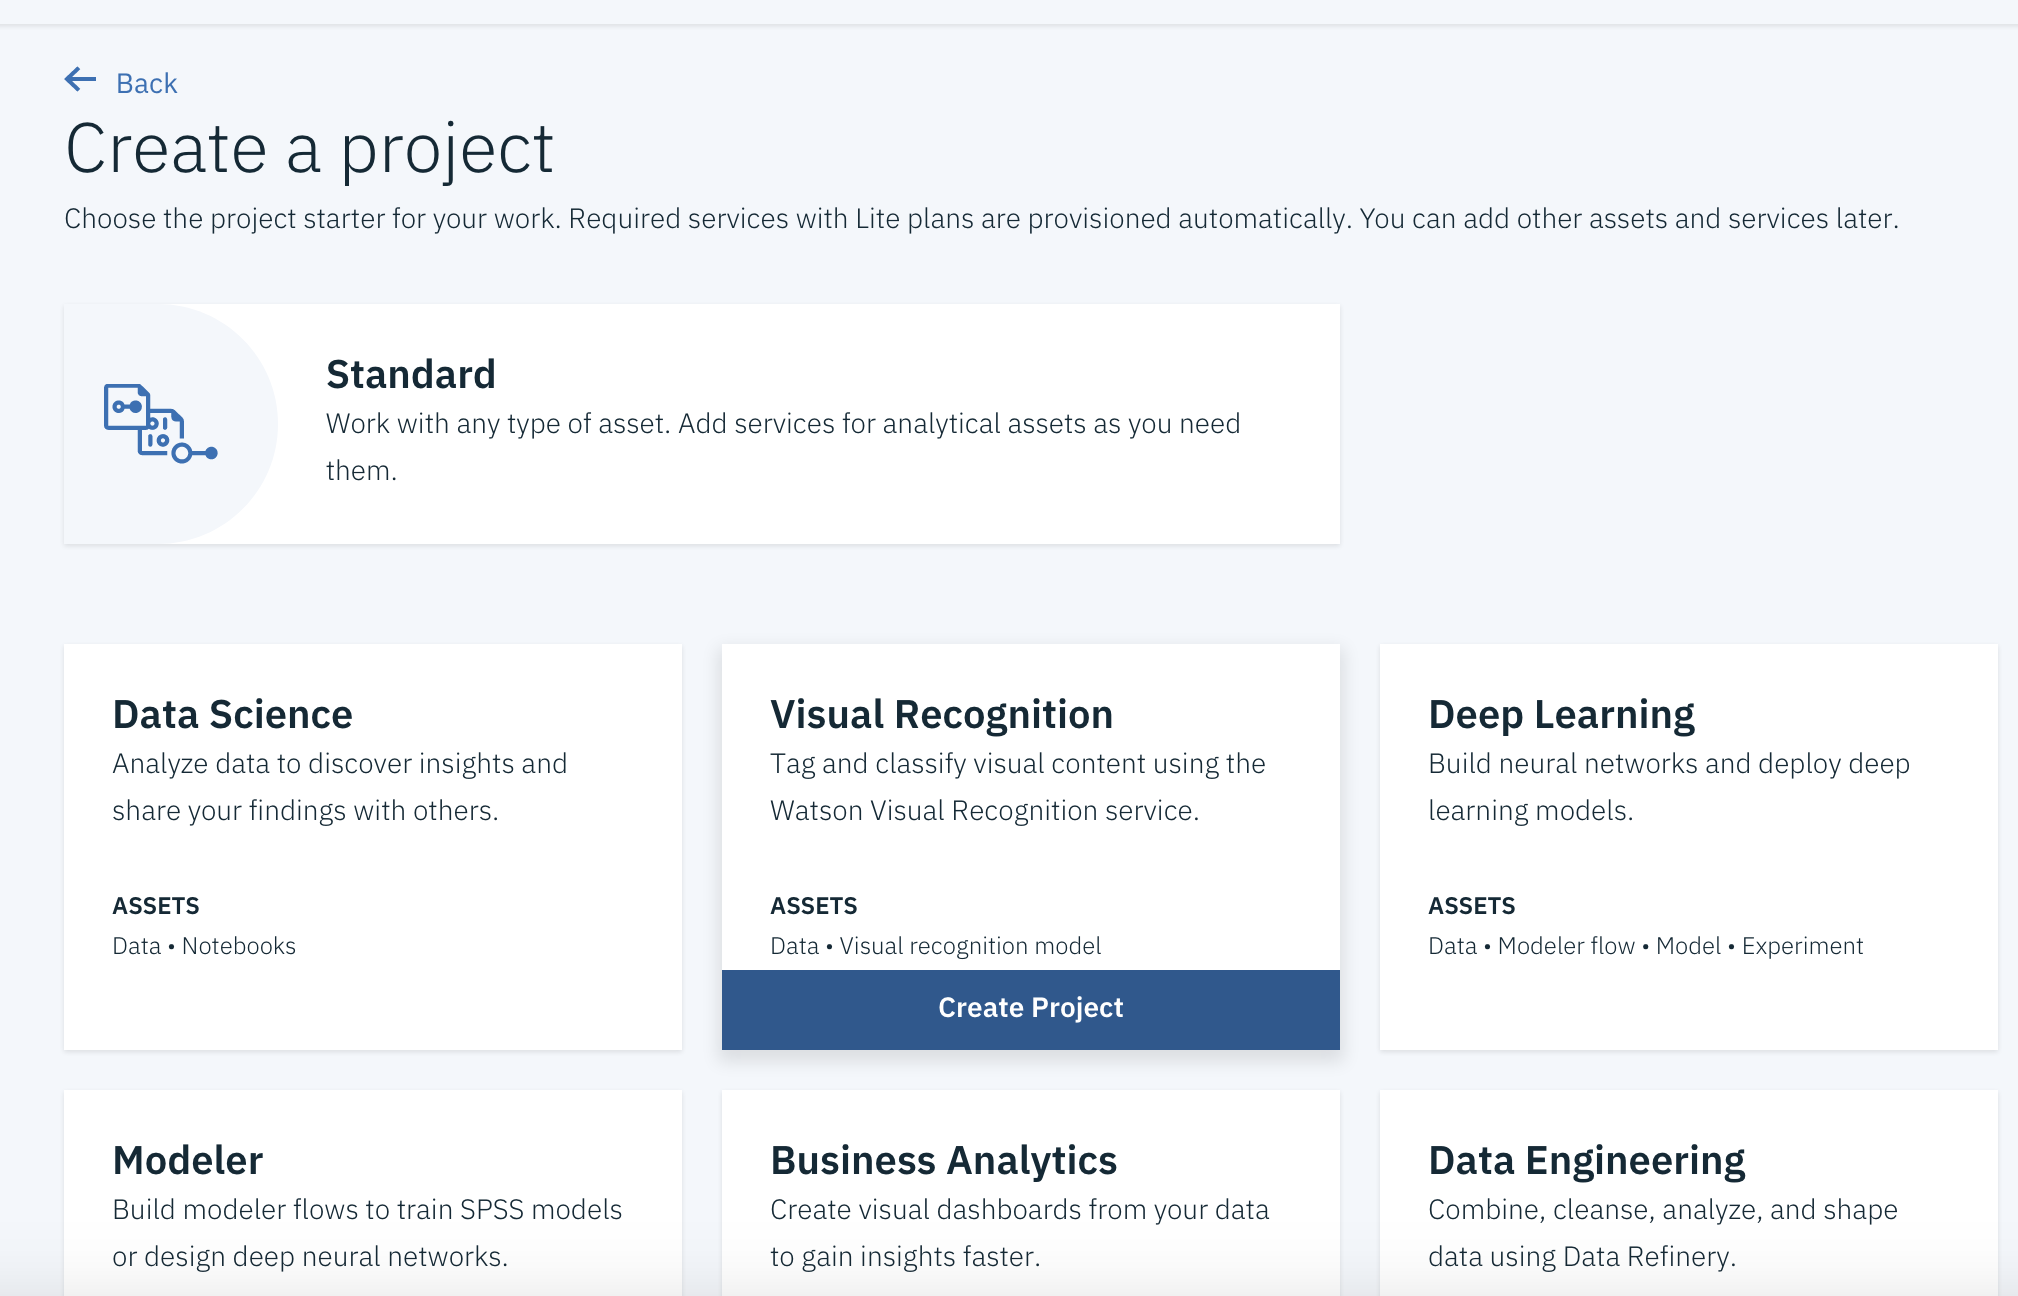 Back
Create a project
Choose the project starter for your work. Required services with Lite plans are provisioned automatically. You can add other assets and services later.
Standard
Work with any type of asset. Add services for analytical assets as you need
them.
Data Science
Analyze data to discover insights and
share your findings with others.
ASSETS
Data • Notebooks
Visual Recognition
Tag and classify visual content using the
Watson Visual Recognition service.
ASSETS
Data • Visual recognition model
Create Project
Deep Learning
Build neural networks and deploy deep
learning models.
ASSETS
Data • Modeler flow • Model • Experiment
Modeler
Build modeler flows to train SPSS models
or design deep neural networks.
Business Analytics
Create visual dashboards from your data
to gain insights faster.
Data Engineering
Combine, cleanse, analyze, and shape
data using Data Refinery.